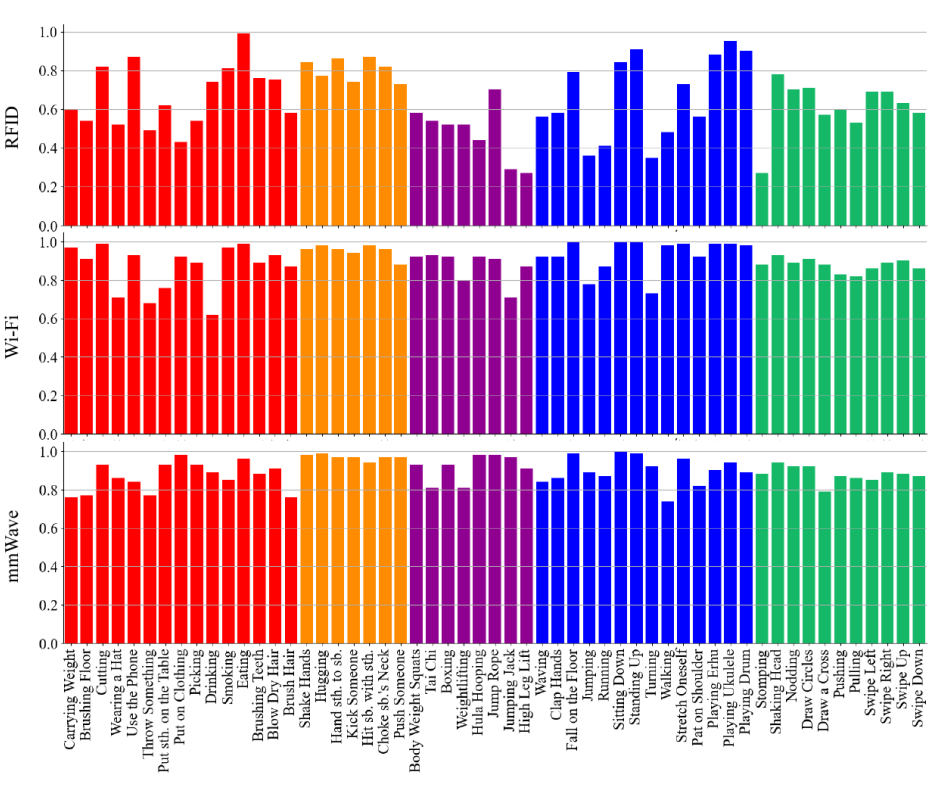 RFID
1.0
0.8
0.6
0.4
0.2
0.0
Wi-Fi
1.0
0.8
0.6
0.4
0.2
0.0
mmWave
1.0
0.8
0.6
0.4
0.2
0.0
Carrying Weight
Brushing Floor
Cutting
Wearing a Hat
Use the Phone
Throw Something
Put sth. on the Table
Put on Clothing
Picking
Drinking
Smoking
Eating
Brushing Teeth
Blow Dry Hair
Brush Hair
Shake Hands
Hugging
Hand sth. to sb.
Kick Someone
Hit sb. with sth.
Choke sb.'s Neck
Push Someone
Body Weight Squats
Tai Chi
Boxing
Weightlifting
Hula Hooping
Jump Rope
Jumping Jack
High Leg Lift
Waving
Clap Hands
Fall on the Floor
Jumping
Running
Sitting Down
Standing Up
Turning
Walking
Stretch Oneself
Pat on Shoulder
Playing Erhu
Playing Ukulele
Playing Drum
Stomping
Shaking Head
Nodding
Draw Circles
Draw a Cross
Pushing
Pulling
Swipe Left
Swipe Right
Swipe Up
Swipe Down